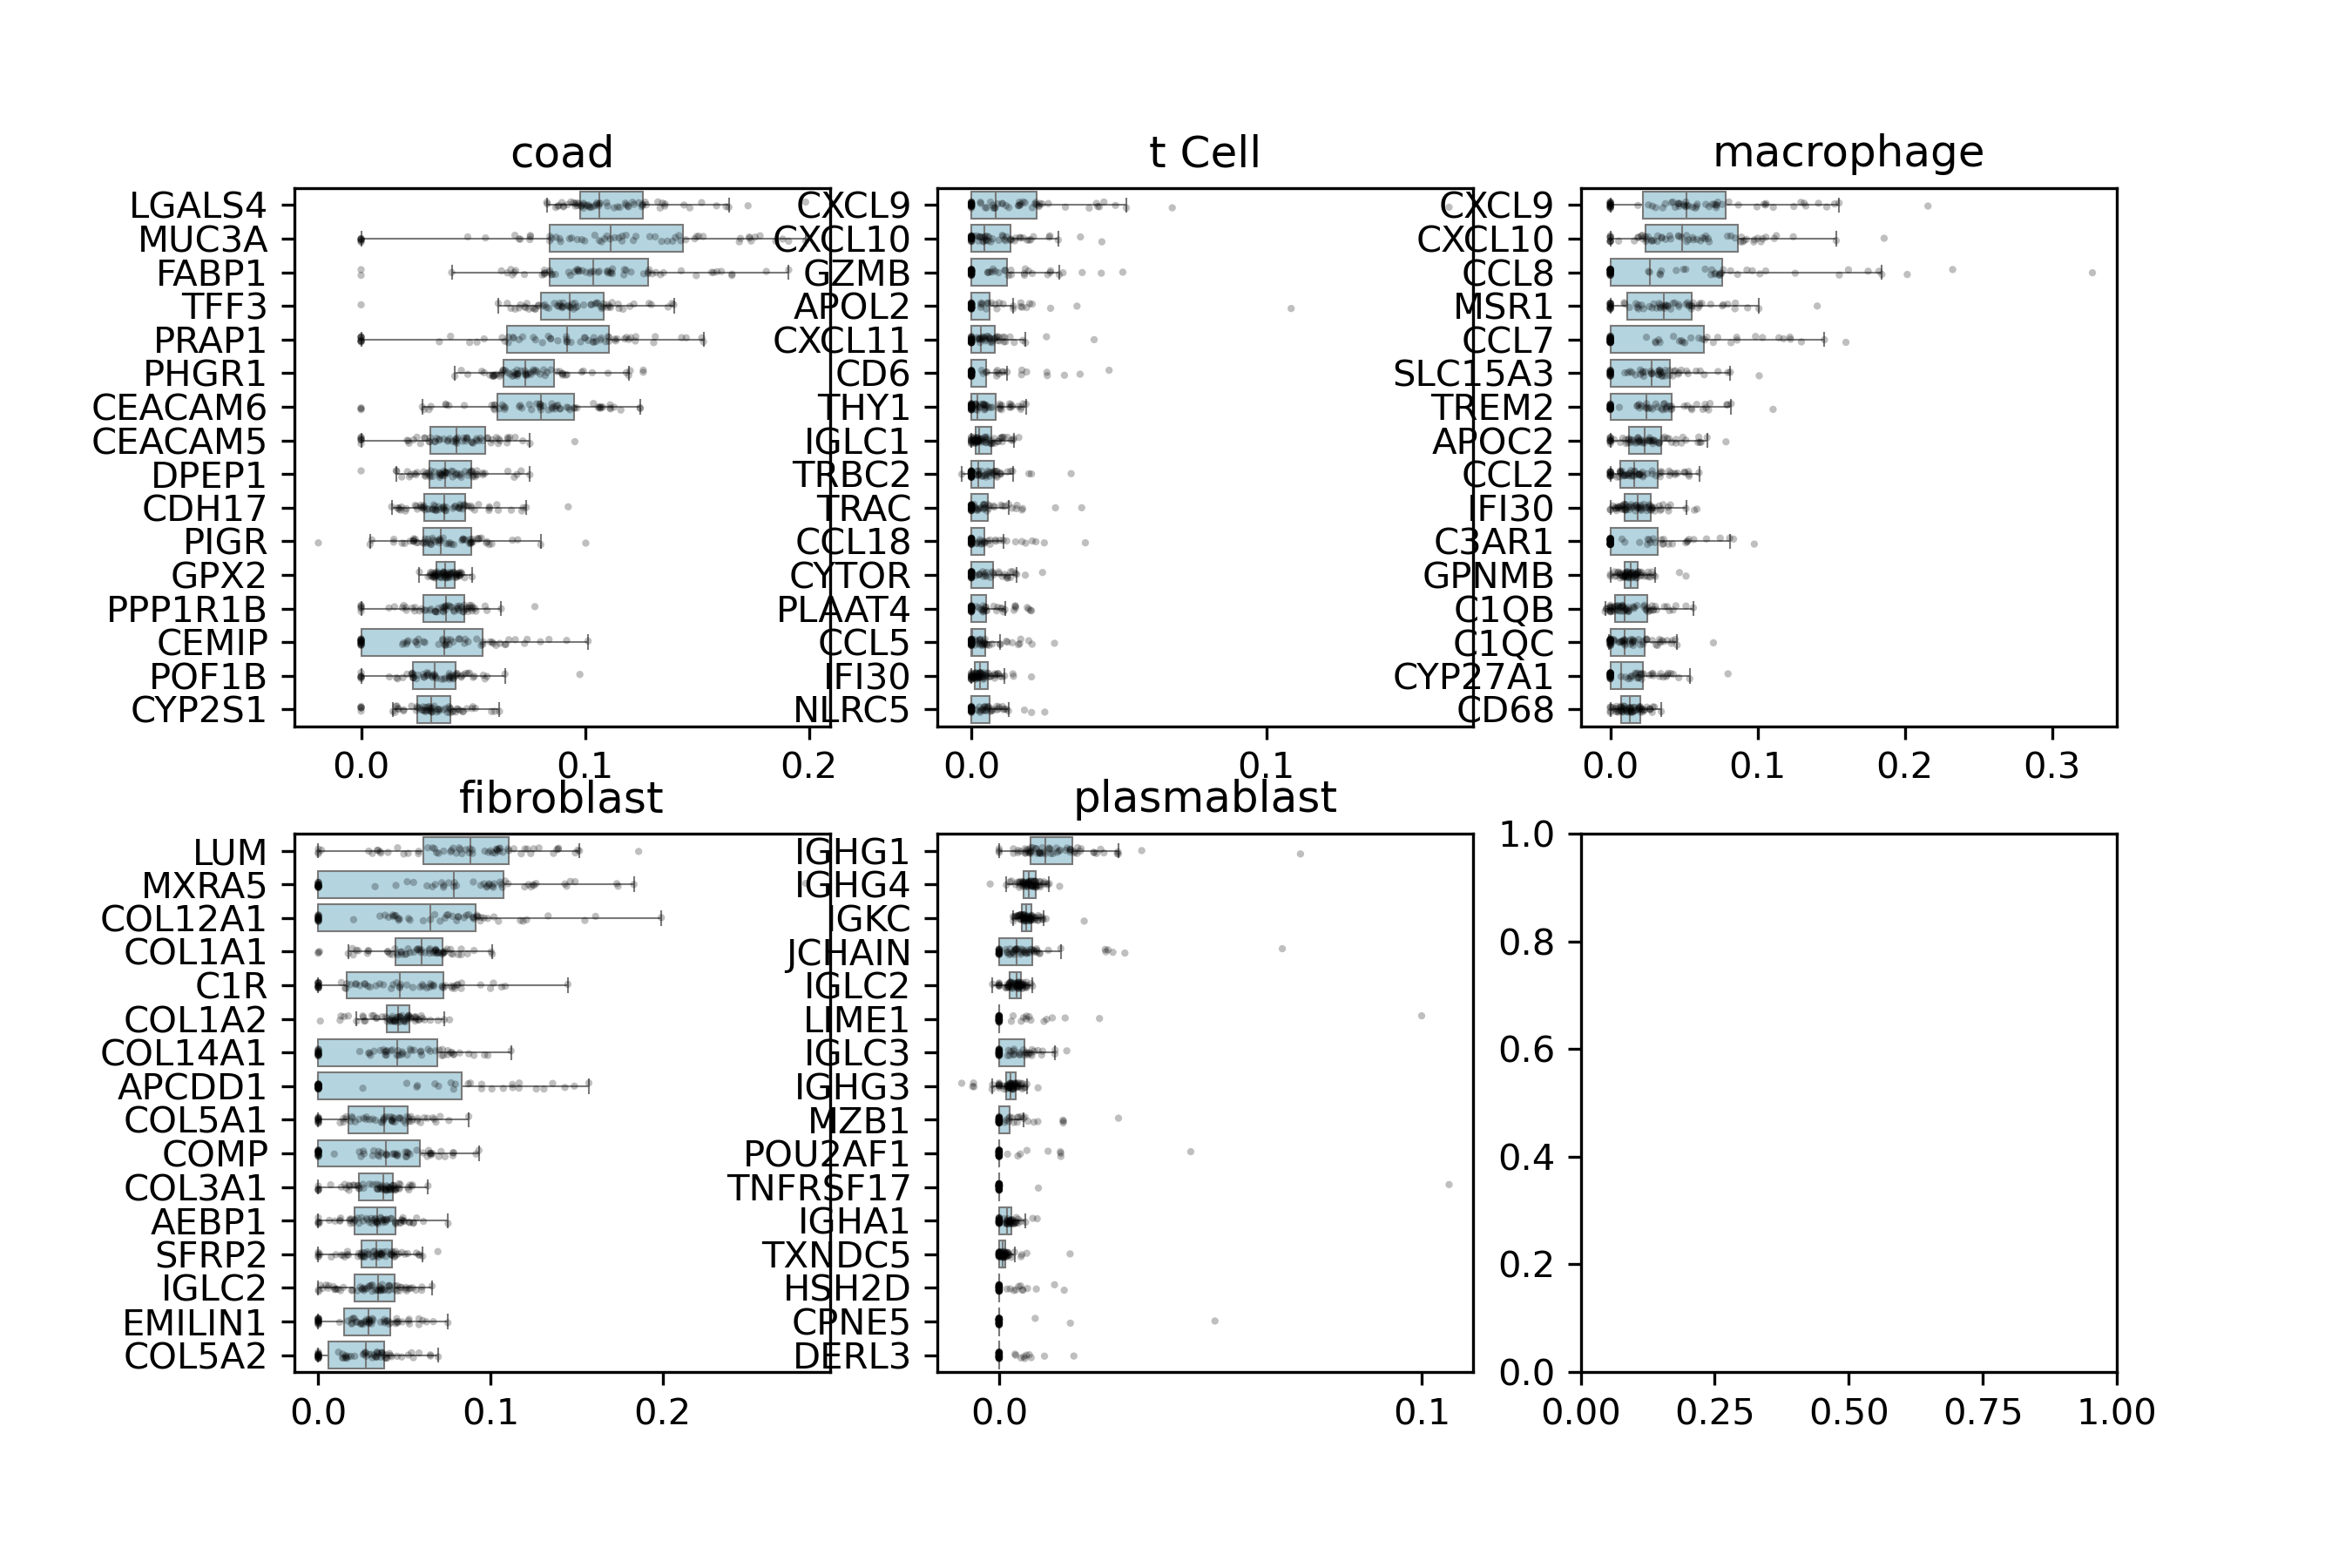 coad
LGALS4
MUC3A
FABP1
TFF3
PRAP1
PHGR1
CEACAM6
CEACAM5
DPEP1
CDH17
PIGR
GPX2
PPP1R1B
CEMIP
POF1B
CYP2S1
0.0 0.1 0.2
t Cell
CXCL9
CXCL10
GZMB
APOL2
CXCL11
CD6
THY1
IGLC1
TRBC2
TRAC
CCL18
CYTOR
PLAAT4
CCL5
IFI30
NLRC5
0.0 0.1
macrophage
CXCL9
CXCL10
CCL8
MSR1
CCL7
SLC15A3
TREM2
APOC2
CCL2
IFI30
C3AR1
GPNMB
C1QB
C1QC
CYP27A1
CD68
0.0 0.1 0.2 0.3
fibroblast
LUM
MXRA5
COL12A1
COL1A1
C1R
COL1A2
COL14A1
APCDD1
COL5A1
COMP
COL3A1
AEBP1
SFRP2
IGLC2
EMILIN1
COL5A2
0.0 0.1 0.2
plasmablast
IGHG1
IGHG4
IGKC
JCHAIN
IGLC2
LIME1
IGLC3
IGHG3
MZB1
POU2AF1
TNFRSF17
IGHA1
TXNDC5
HSH2D
CPNE5
DERL3
0.0 0.1
1.0
0.8
0.6
0.4
0.2
0.0
0.00 0.25 0.50 0.75 1.00